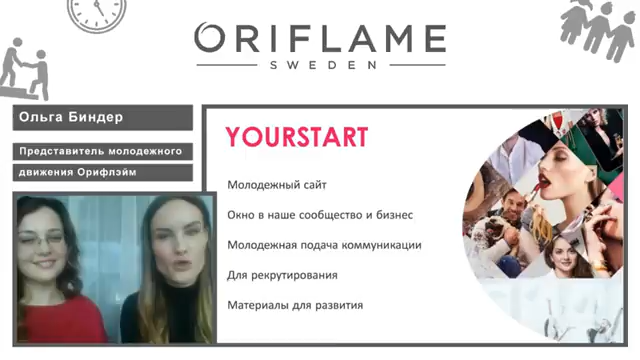 ORIFLAME
SWEDEN
Ольга Биндер
Представитель молодежного
движения Орифлэйм
YOURSTART
Молодежный сайт
Окно в наше сообщество и бизнес
Молодежная подача коммуникации
Для рекрутирования
Материалы для развития